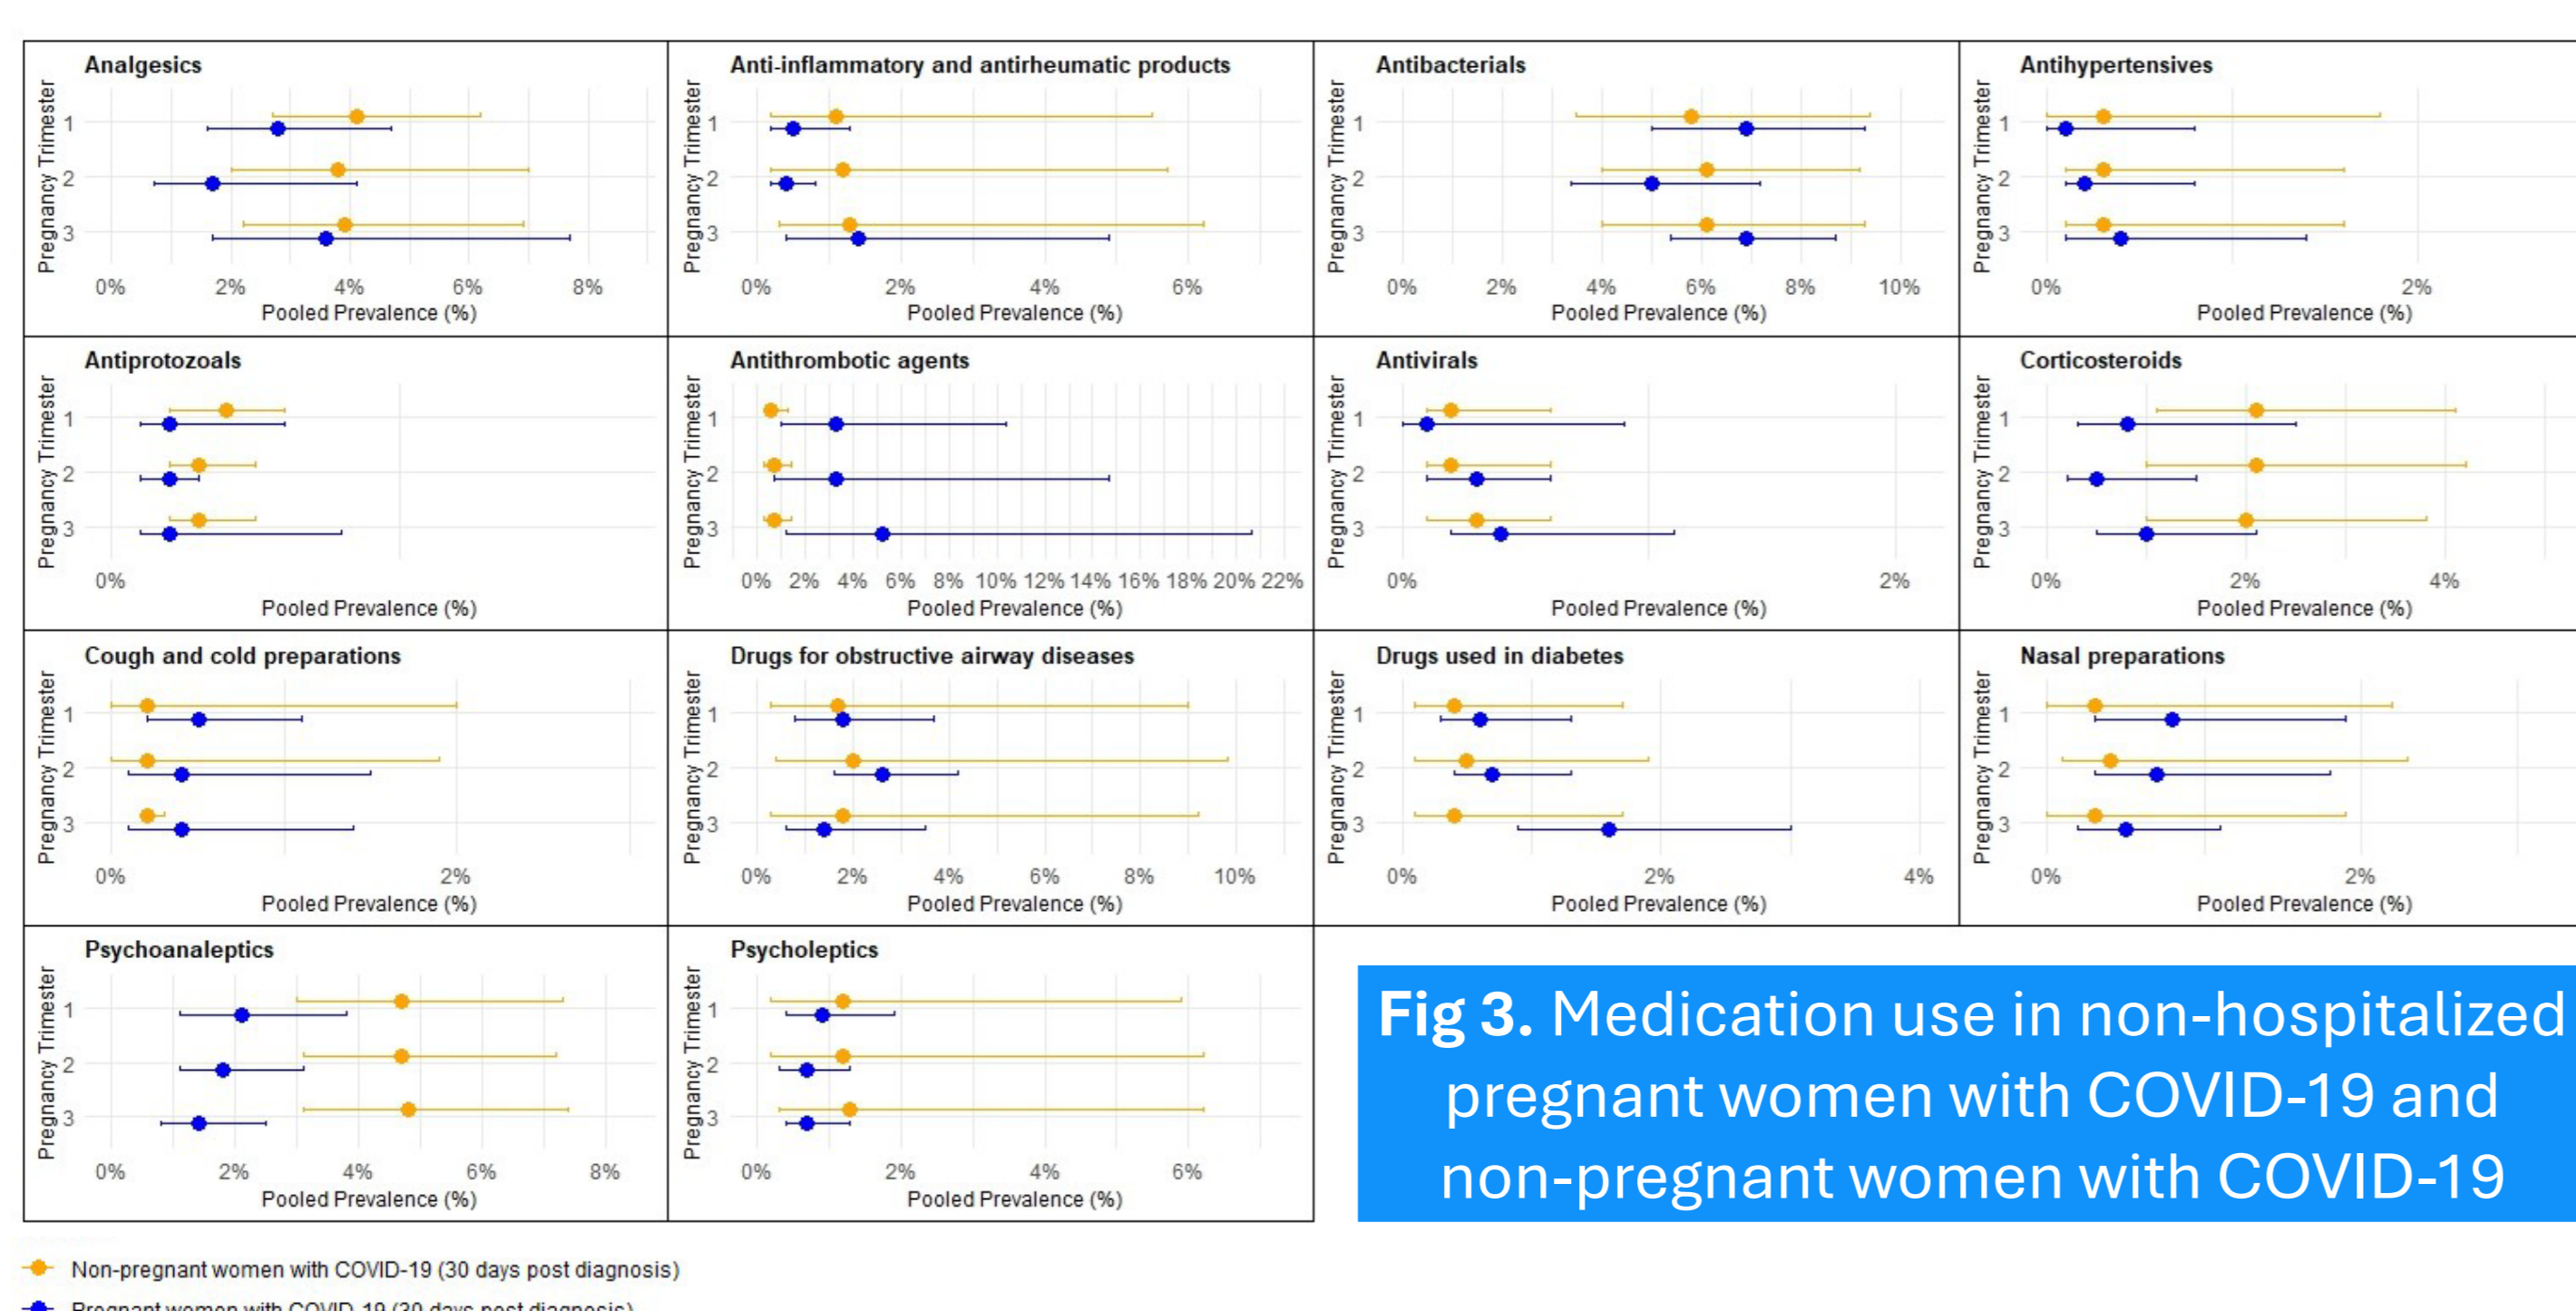 Analgesics
Pregnancy Trimester
1
2
3
0% 2% 4% 6% 8%
Pooled Prevalence (%)
Anti-inflammatory and antirheumatic products
Pregnancy Trimester
1
2
3
0% 2% 4% 6%
Pooled Prevalence (%)
Antibacterials
Pregnancy Trimester
1
2
3
0% 2% 4% 6% 8% 10%
Pooled Prevalence (%)
Antihypertensives
Pregnancy Trimester
1
2
3
0% 2%
Pooled Prevalence (%)
Antiprotozoals
Pregnancy Trimester
1
2
3
0%
Pooled Prevalence (%)
Antithrombotic agents
Pregnancy Trimester
1
2
3
0% 2% 4% 6% 8% 10% 12% 14% 16% 18% 20% 22%
Pooled Prevalence (%)
Antivirals
Pregnancy Trimester
1
2
3
0% 2%
Pooled Prevalence (%)
Corticosteroids
Pregnancy Trimester
1
2
3
0% 2% 4%
Pooled Prevalence (%)
Cough and cold preparations
Pregnancy Trimester
1
2
3
0% 2%
Pooled Prevalence (%)
Drugs for obstructive airway diseases
Pregnancy Trimester
1
2
3
0% 2% 4% 6% 8% 10%
Pooled Prevalence (%)
Drugs used in diabetes
Pregnancy Trimester
1
2
3
0% 2% 4%
Pooled Prevalence (%)
Nasal preparations
Pregnancy Trimester
1
2
3
0% 2%
Pooled Prevalence (%)
Psychoanaleptics
Pregnancy Trimester
1
2
3
0% 2% 4% 6% 8%
Pooled Prevalence (%)
Psycholeptics
Pregnancy Trimester
1
2
3
0% 2% 4% 6%
Pooled Prevalence (%)
Fig 3. Medication use in non-hospitalized
pregnant women with COVID-19 and
non-pregnant women with COVID-19
Non-pregnant women with COVID-19 (30 days post diagnosis)
Pregnant women with COVID-19 (30 days post diagnosis)